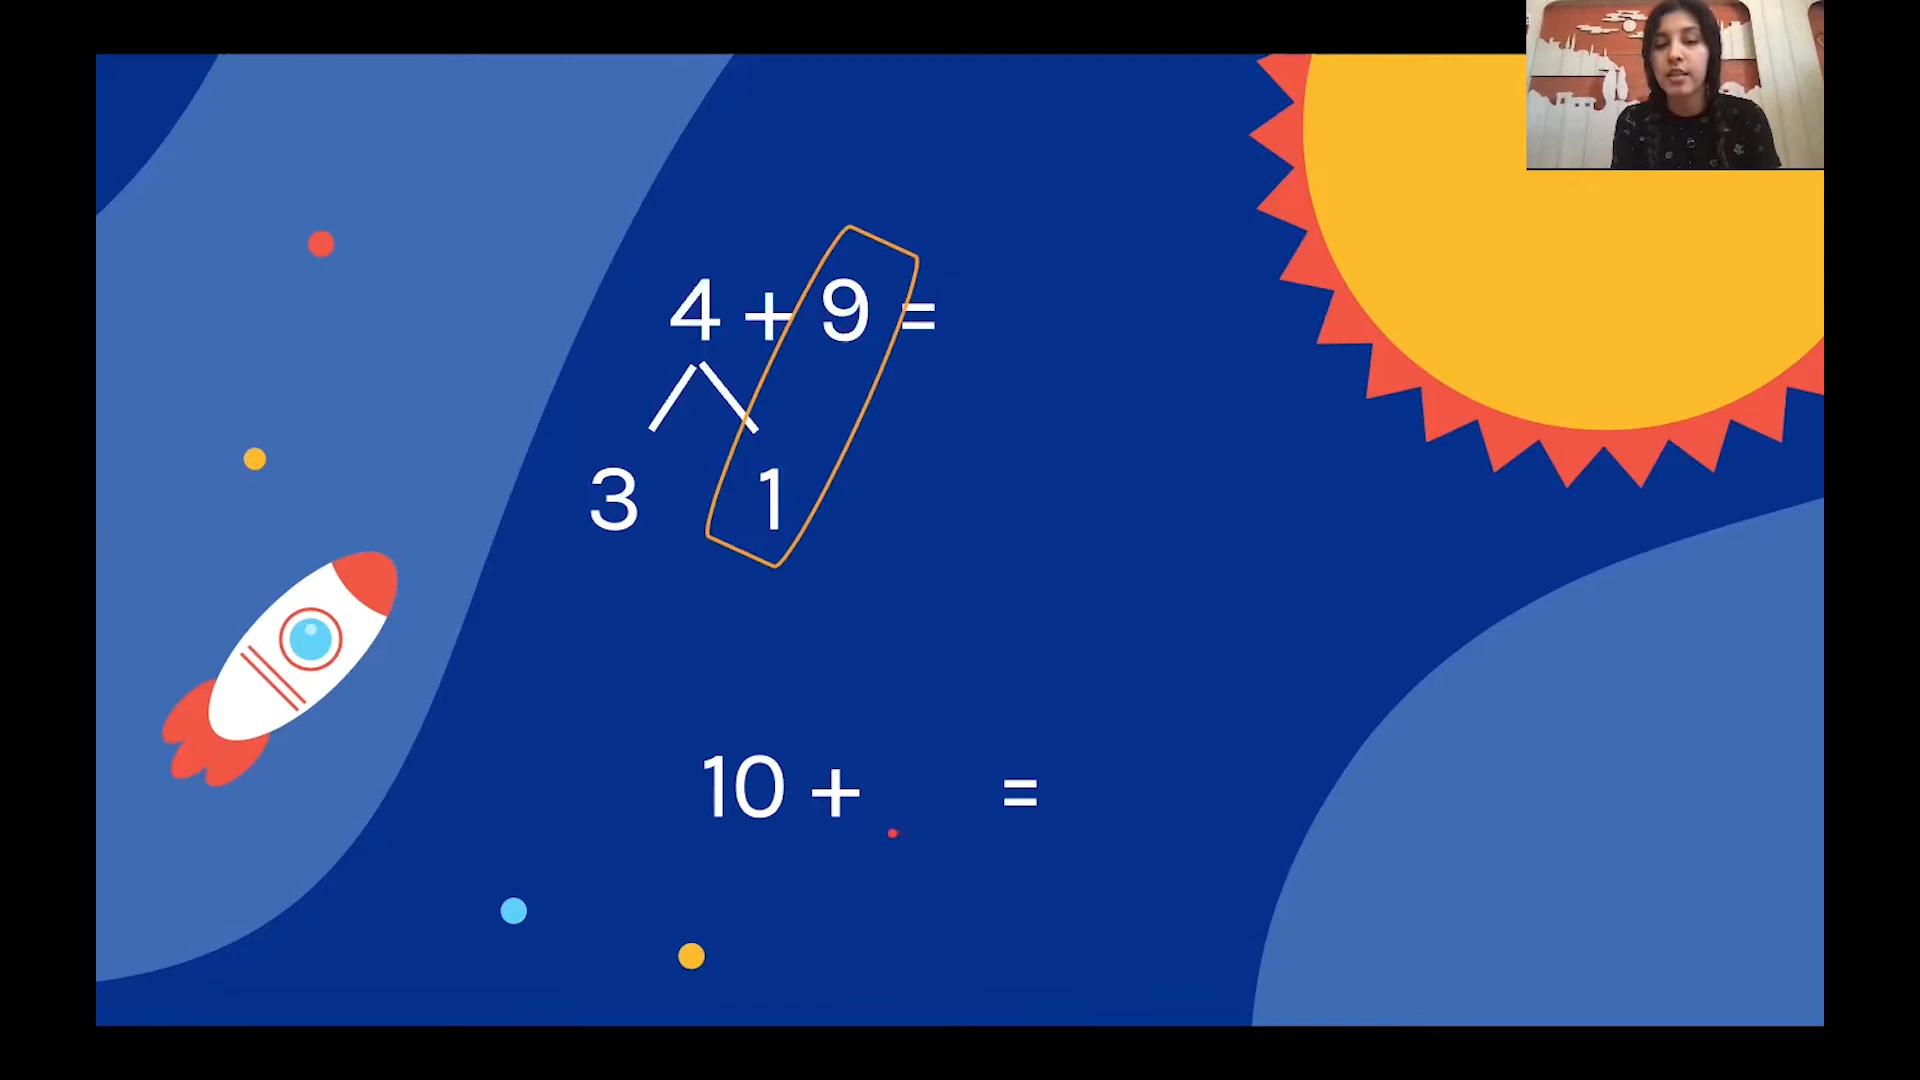 4 + 9 =
3 1
10 + =